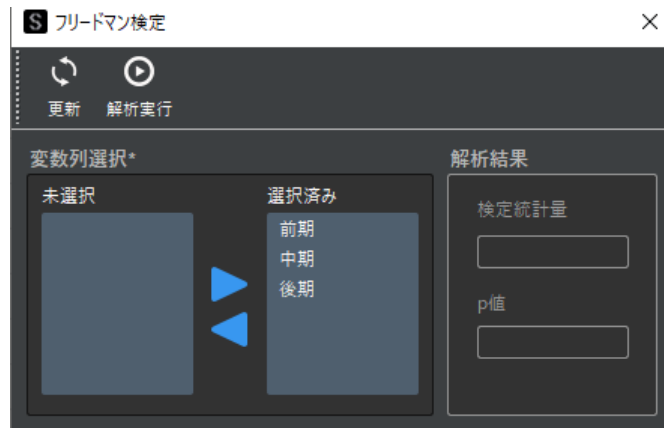 S フリードマン検定
更新 解析実行
変数列選択*
未選択
選択済み
前期
中期
後期
解析結果
検定統計量
p値